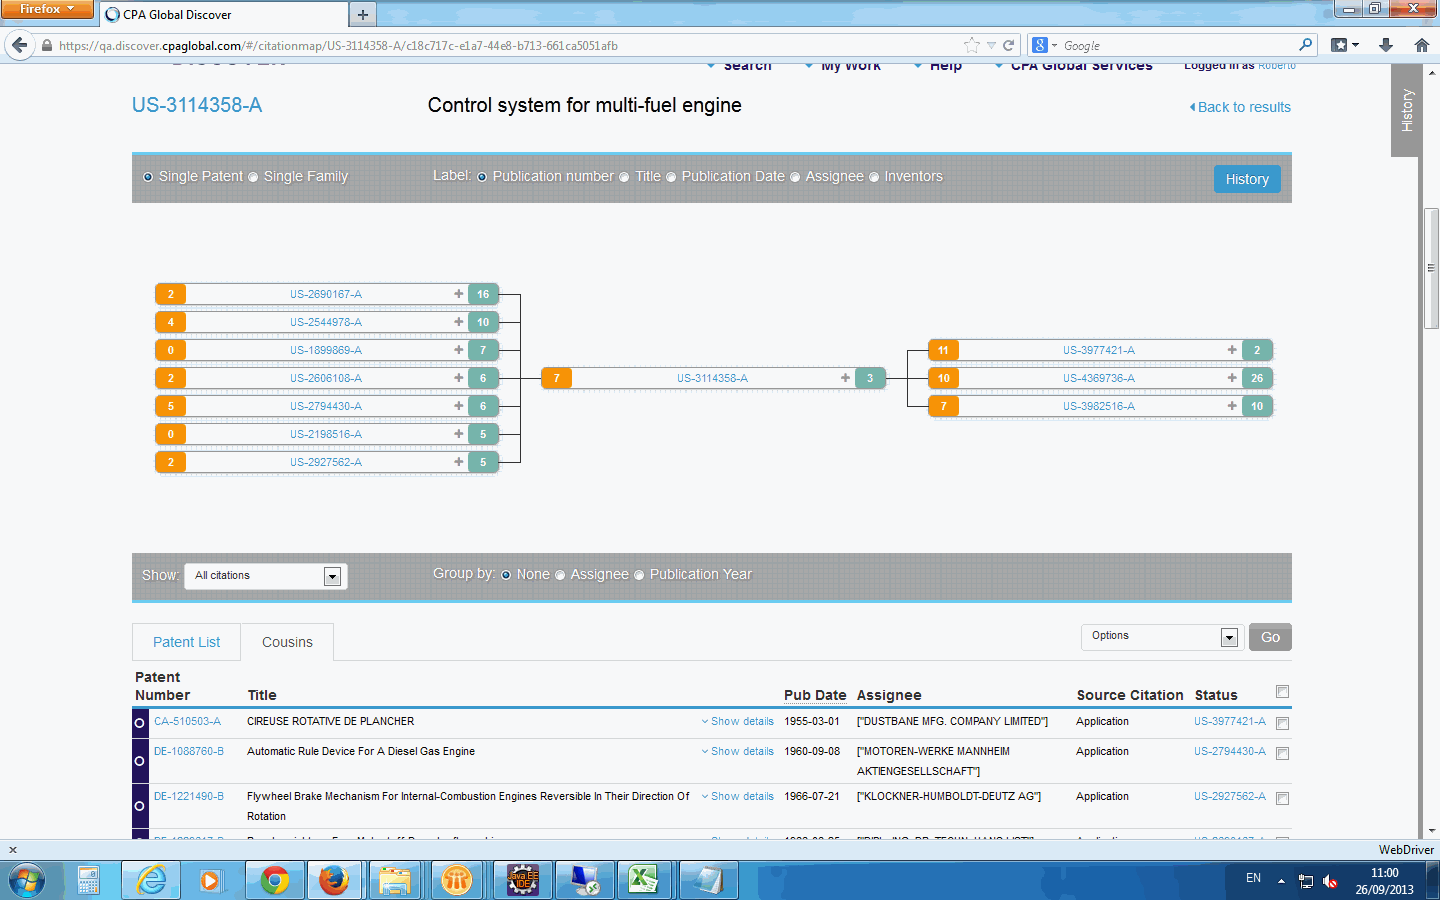 Firefox
CPA Global Discover
https://qa.discover.cpaglobal.com/#/citationmap/US-3114358-A/c18c717c-e1a7-44e8-b713-661ca5051afb
Google
Search My Work Help CPA Global Services Logged in as Roberto
US-3114358-A Control system for multi-fuel engine Back to results
History
Single Patent Single Family Label: Publication number Title Publication Date Assignee Inventors History
2 US-2690167-A + 16
4 US-2544978-A + 10
0 US-1899869-A + 7
2 US-2606108-A + 6
5 US-2794430-A + 6
0 US-2198516-A + 5
2 US-2927562-A + 5
7 US-3114358-A + 3
11 US-3977421-A + 2
10 US-4369736-A + 26
7 US-3982516-A + 10
Show: All citations Group by: None Assignee Publication Year
Patent List Cousins Options Go
Patent
Number Title Pub Date Assignee Source Citation Status
CA-510503-A CIREUSE ROTATIVE DE PLANCHER Show details 1955-03-01 ["DUSTBANE MFG. COMPANY LIMITED"] Application US-3977421-A
DE-1088760-B Automatic Rule Device For A Diesel Gas Engine Show details 1960-09-08 ["MOTOREN-WERKE MANNHEIM Application US-2794430-A
AKTIENGESELLSCHAFT"]
DE-1221490-B Flywheel Brake Mechanism For Internal-Combustion Engines Reversible In Their Direction Of Show details 1966-07-21 ["KLOCKNER-HUMBOLDT-DEUTZ AG"] Application US-2927562-A
Rotation
x WebDriver
Java EE
IDE
EN 11:00
26/09/2013